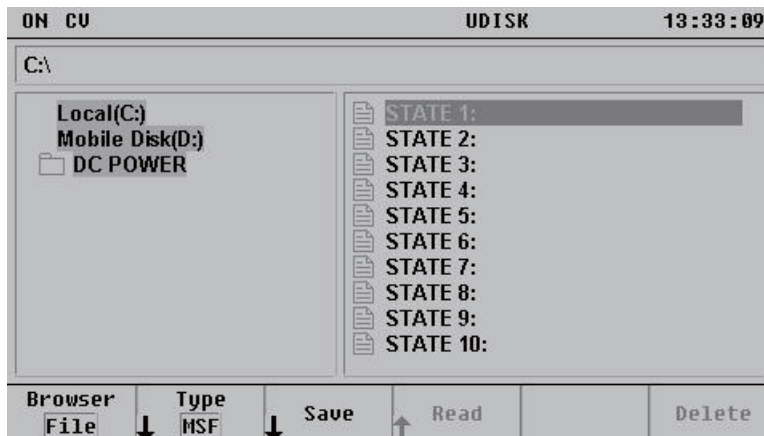 ON CV UDISK 13:33:09
C:\
Local(C:)
Mobile Disk(D:)
DC POWER
STATE 1:
STATE 2:
STATE 3:
STATE 4:
STATE 5:
STATE 6:
STATE 7:
STATE 8:
STATE 9:
STATE 10:
Browser Type Save Read Delete
File MSF